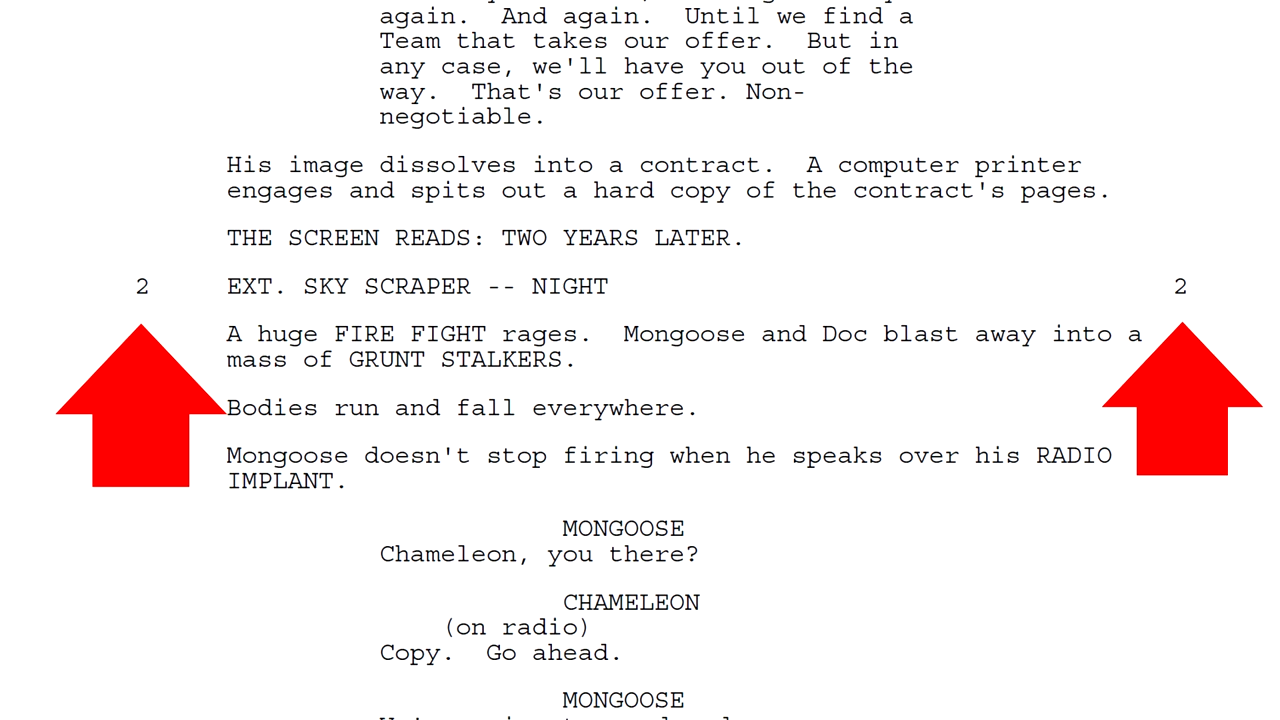 again.  And again.  Until we find a
Team that takes our offer.  But in
any case, we'll have you out of the
way.  That's our offer. Non-
negotiable.
His image dissolves into a contract.  A computer printer
engages and spits out a hard copy of the contract's pages.
THE SCREEN READS: TWO YEARS LATER.
2 EXT. SKY SCRAPER -- NIGHT 2
A huge FIRE FIGHT rages.  Mongoose and Doc blast away into a
mass of GRUNT STALKERS.
Bodies run and fall everywhere.
Mongoose doesn't stop firing when he speaks over his RADIO
IMPLANT.
MONGOOSE
Chameleon, you there?
CHAMELEON
(on radio)
Copy.  Go ahead.
MONGOOSE